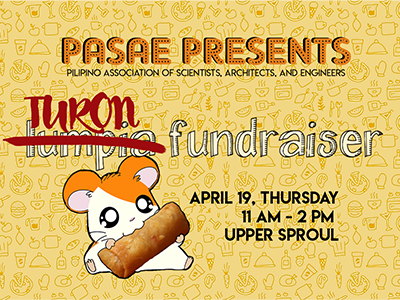 PASAE PRESENTS
PILIPINO ASSOCIATION OF SCIENTISTS, ARCHITECTS, AND ENGINEERS
TURON
lumpia fundraiser
APRIL 19, THURSDAY
11 AM - 2 PM
UPPER SPROUL